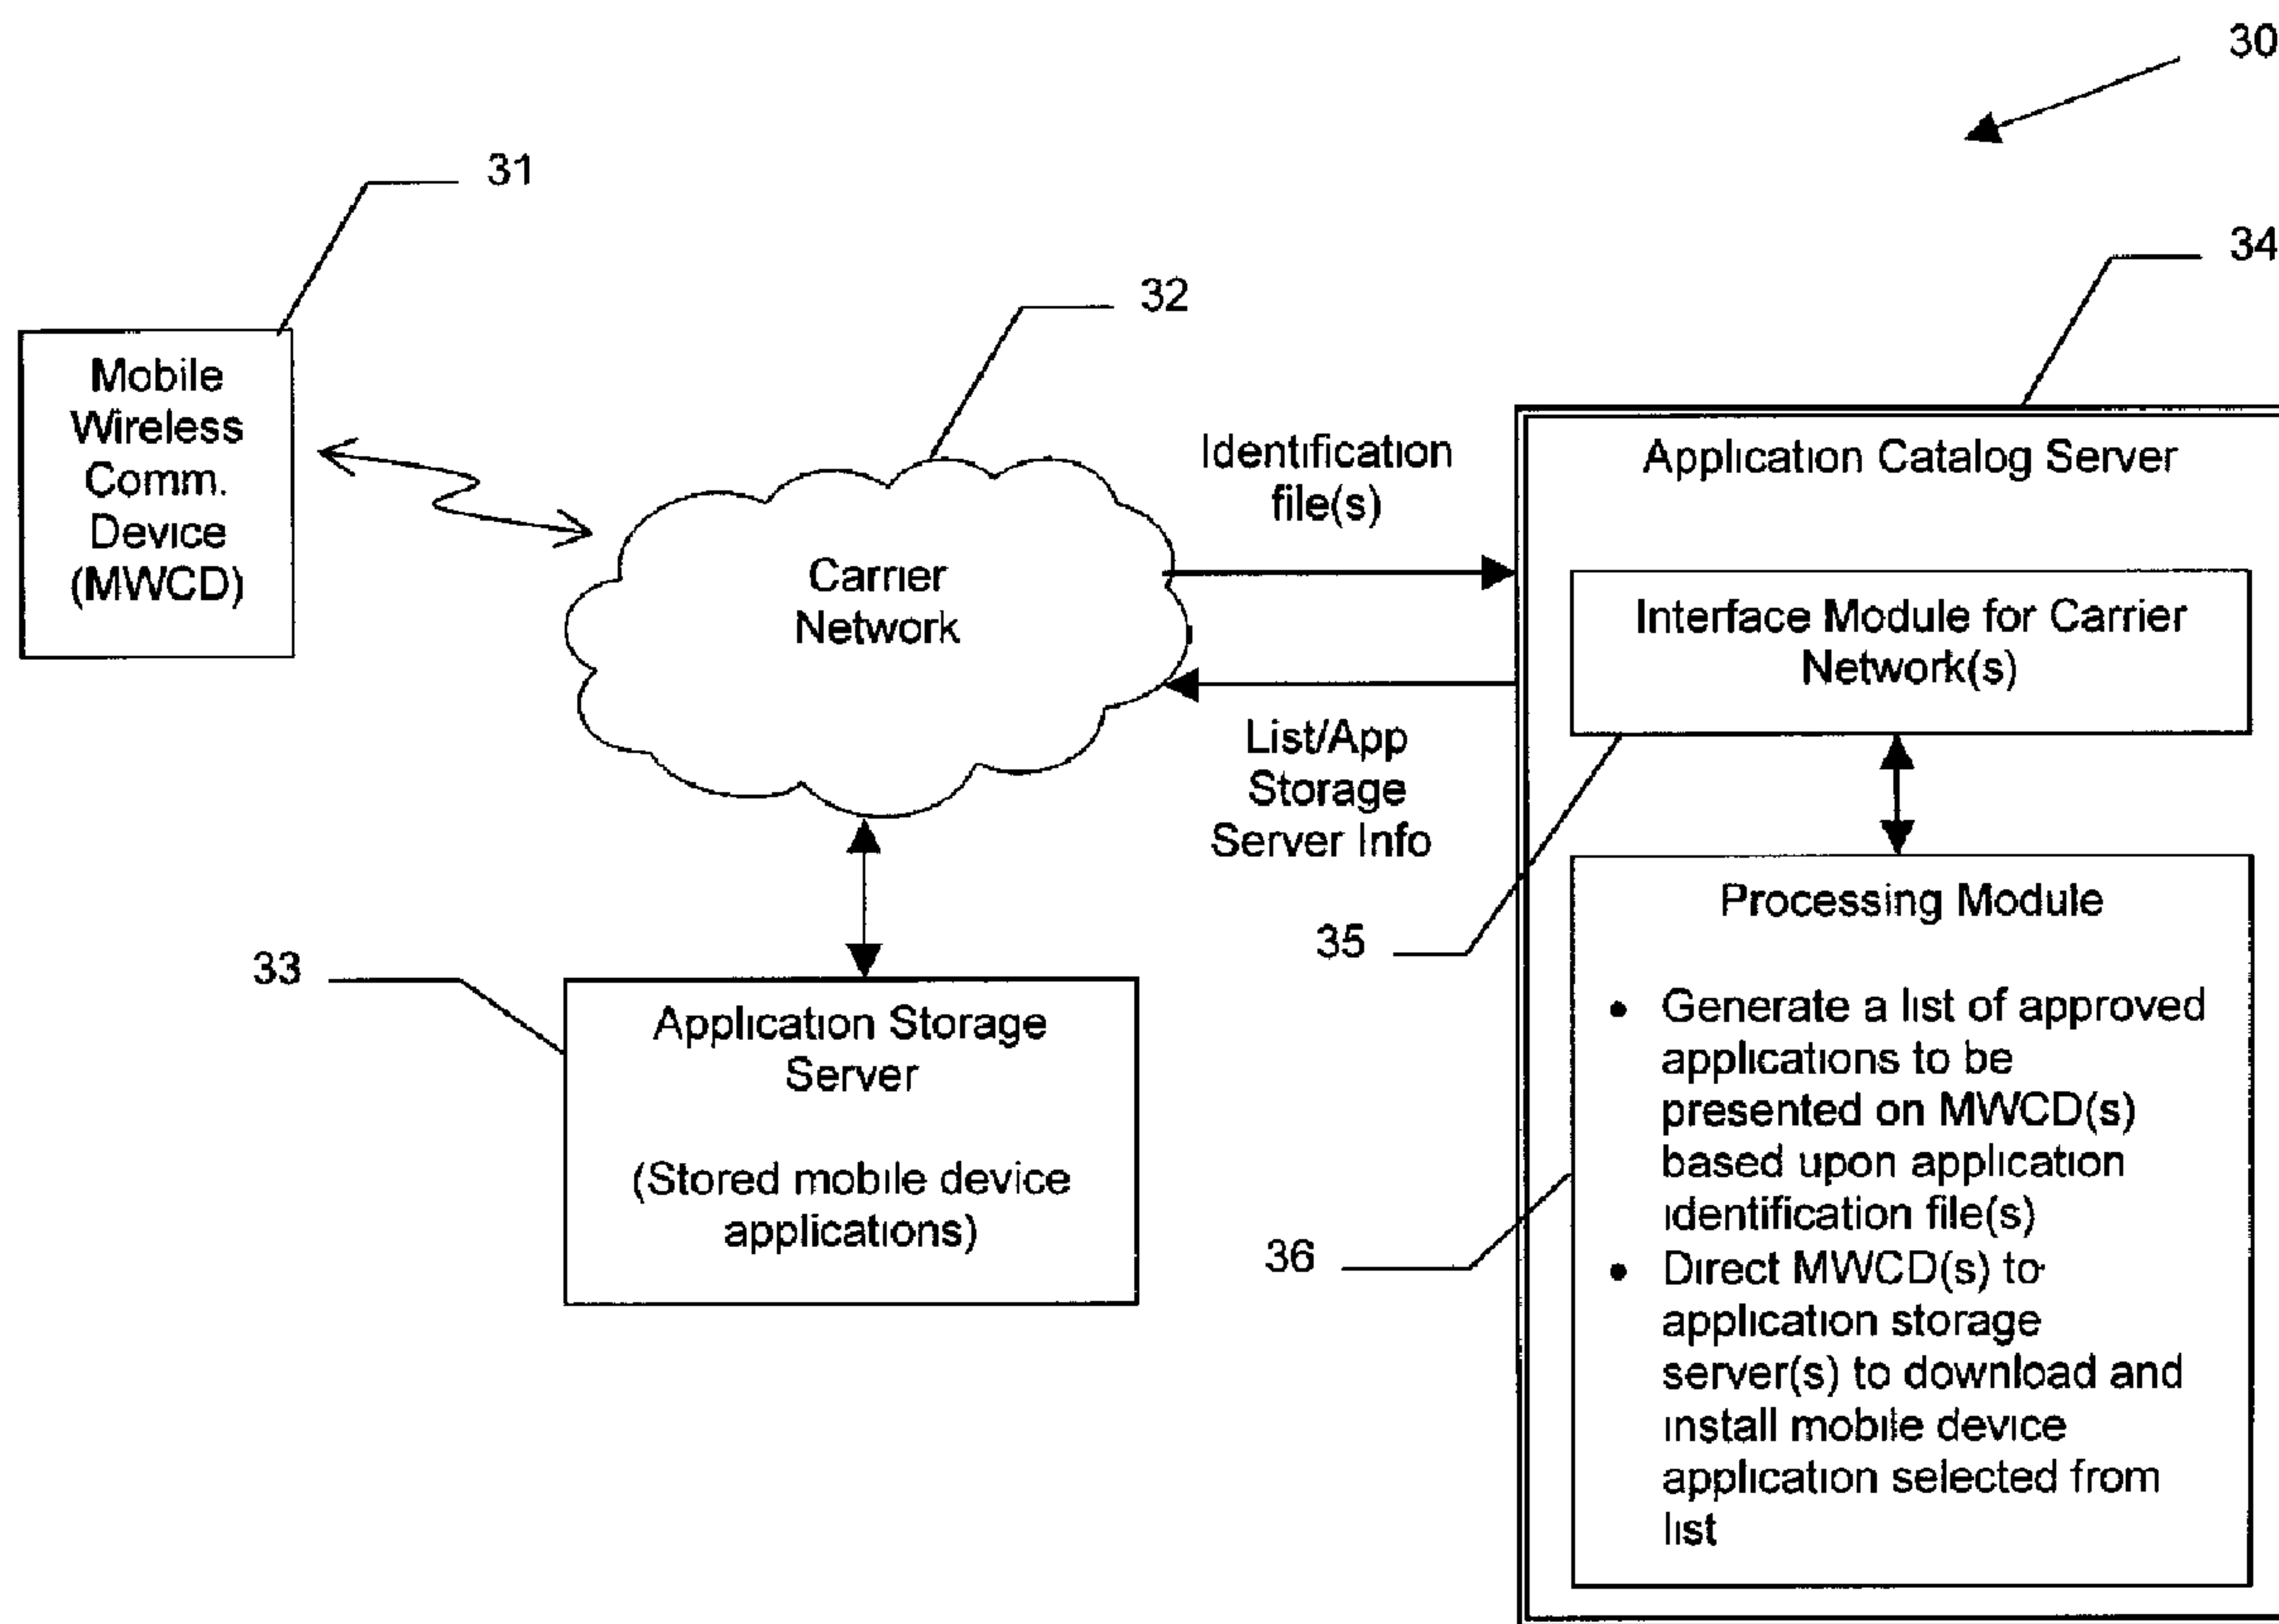 30
31
34
32
Mobile
Wireless
Comm.
Device
(MWCD)
Carrier
Network
Identification
file(s)
List/App
Storage
Server Info
Application Catalog Server
Interface Module for Carrier
Network(s)
35
Processing Module
• Generate a list of approved
applications to be
presented on MWCD(s)
based upon application
identification file(s)
• Direct MWCD(s) to
application storage
server(s) to download and
install mobile device
application selected from
list
36
33
Application Storage
Server
(Stored mobile device
applications)